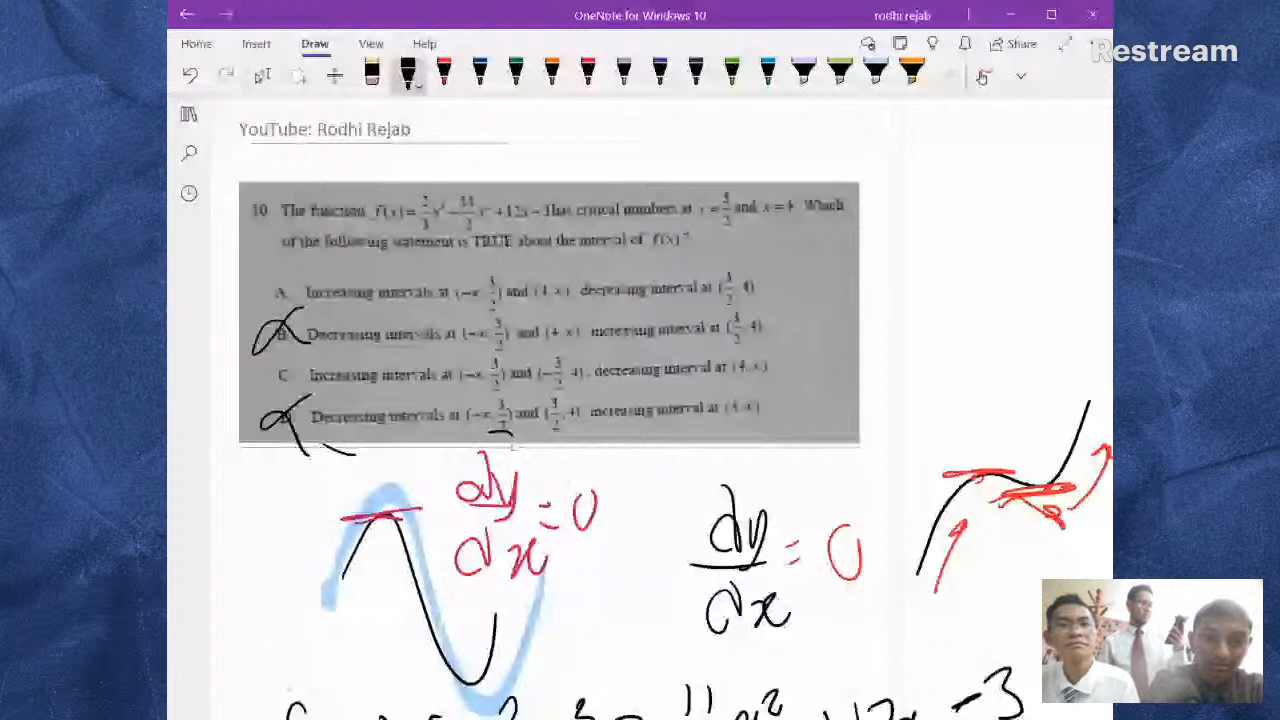 OneNote for Windows 10
rodhi rejab
Home Insert Draw View Help
Share
Restream
YouTube: Rodhi Rejab
10 The function f(x) = 2/3 x³ − 11/2 x² + 12x − 3 has critical numbers at x = 3/2 and x = 4 Which
of the following statement is TRUE about the interval of f(x)?
A. Increasing intervals at (−∞, 3/2) and (4, ∞), decreasing interval at (3/2, 4)
Decreasing intervals at (−∞, 3/2) and (4, ∞) increasing interval at (3/2, 4)
C. Increasing intervals at (−∞, 3/2) and (−3/2, 4), decreasing interval at (4, ∞)
Decreasing intervals at (−∞, 3/2) and (3/2, 4) increasing interval at (4, ∞)
dy/dx = 0
dy/dx = 0
11 x² + 12x − 3